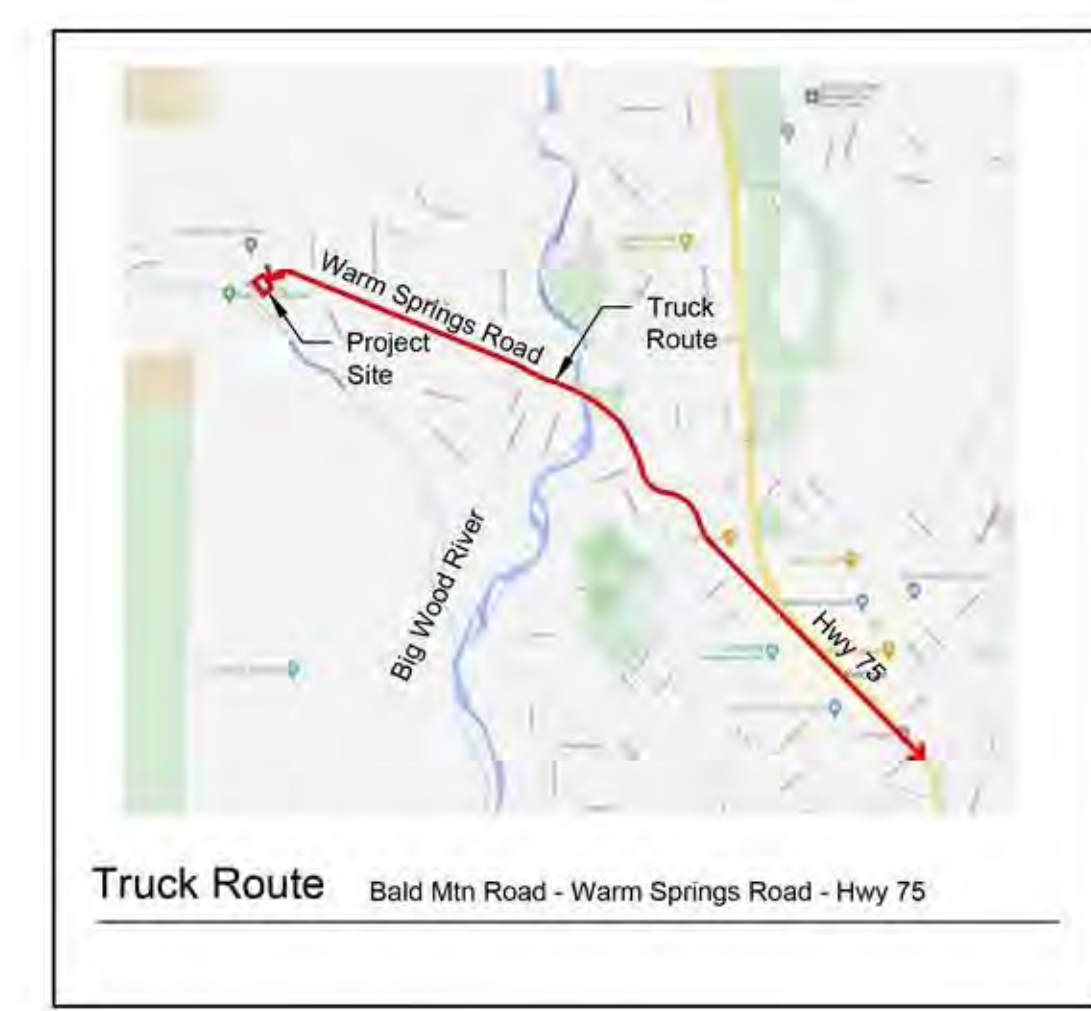 Warm Springs Road
Truck
Route
Project
Site
Big Wood River
Hwy 75
Truck Route
Bald Mtn Road - Warm Springs Road - Hwy 75